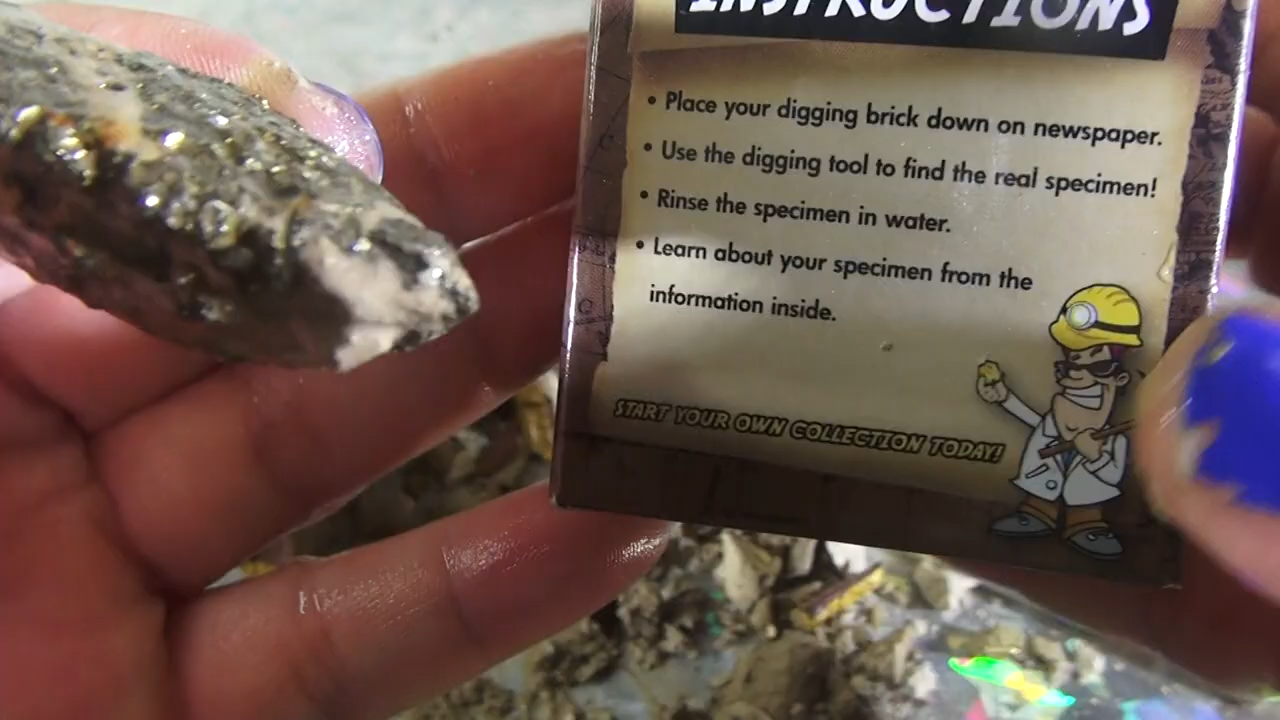 INSTRUCTIONS
• Place your digging brick down on newspaper.
• Use the digging tool to find the real specimen!
• Rinse the specimen in water.
• Learn about your specimen from the
information inside.
START YOUR OWN COLLECTION TODAY!